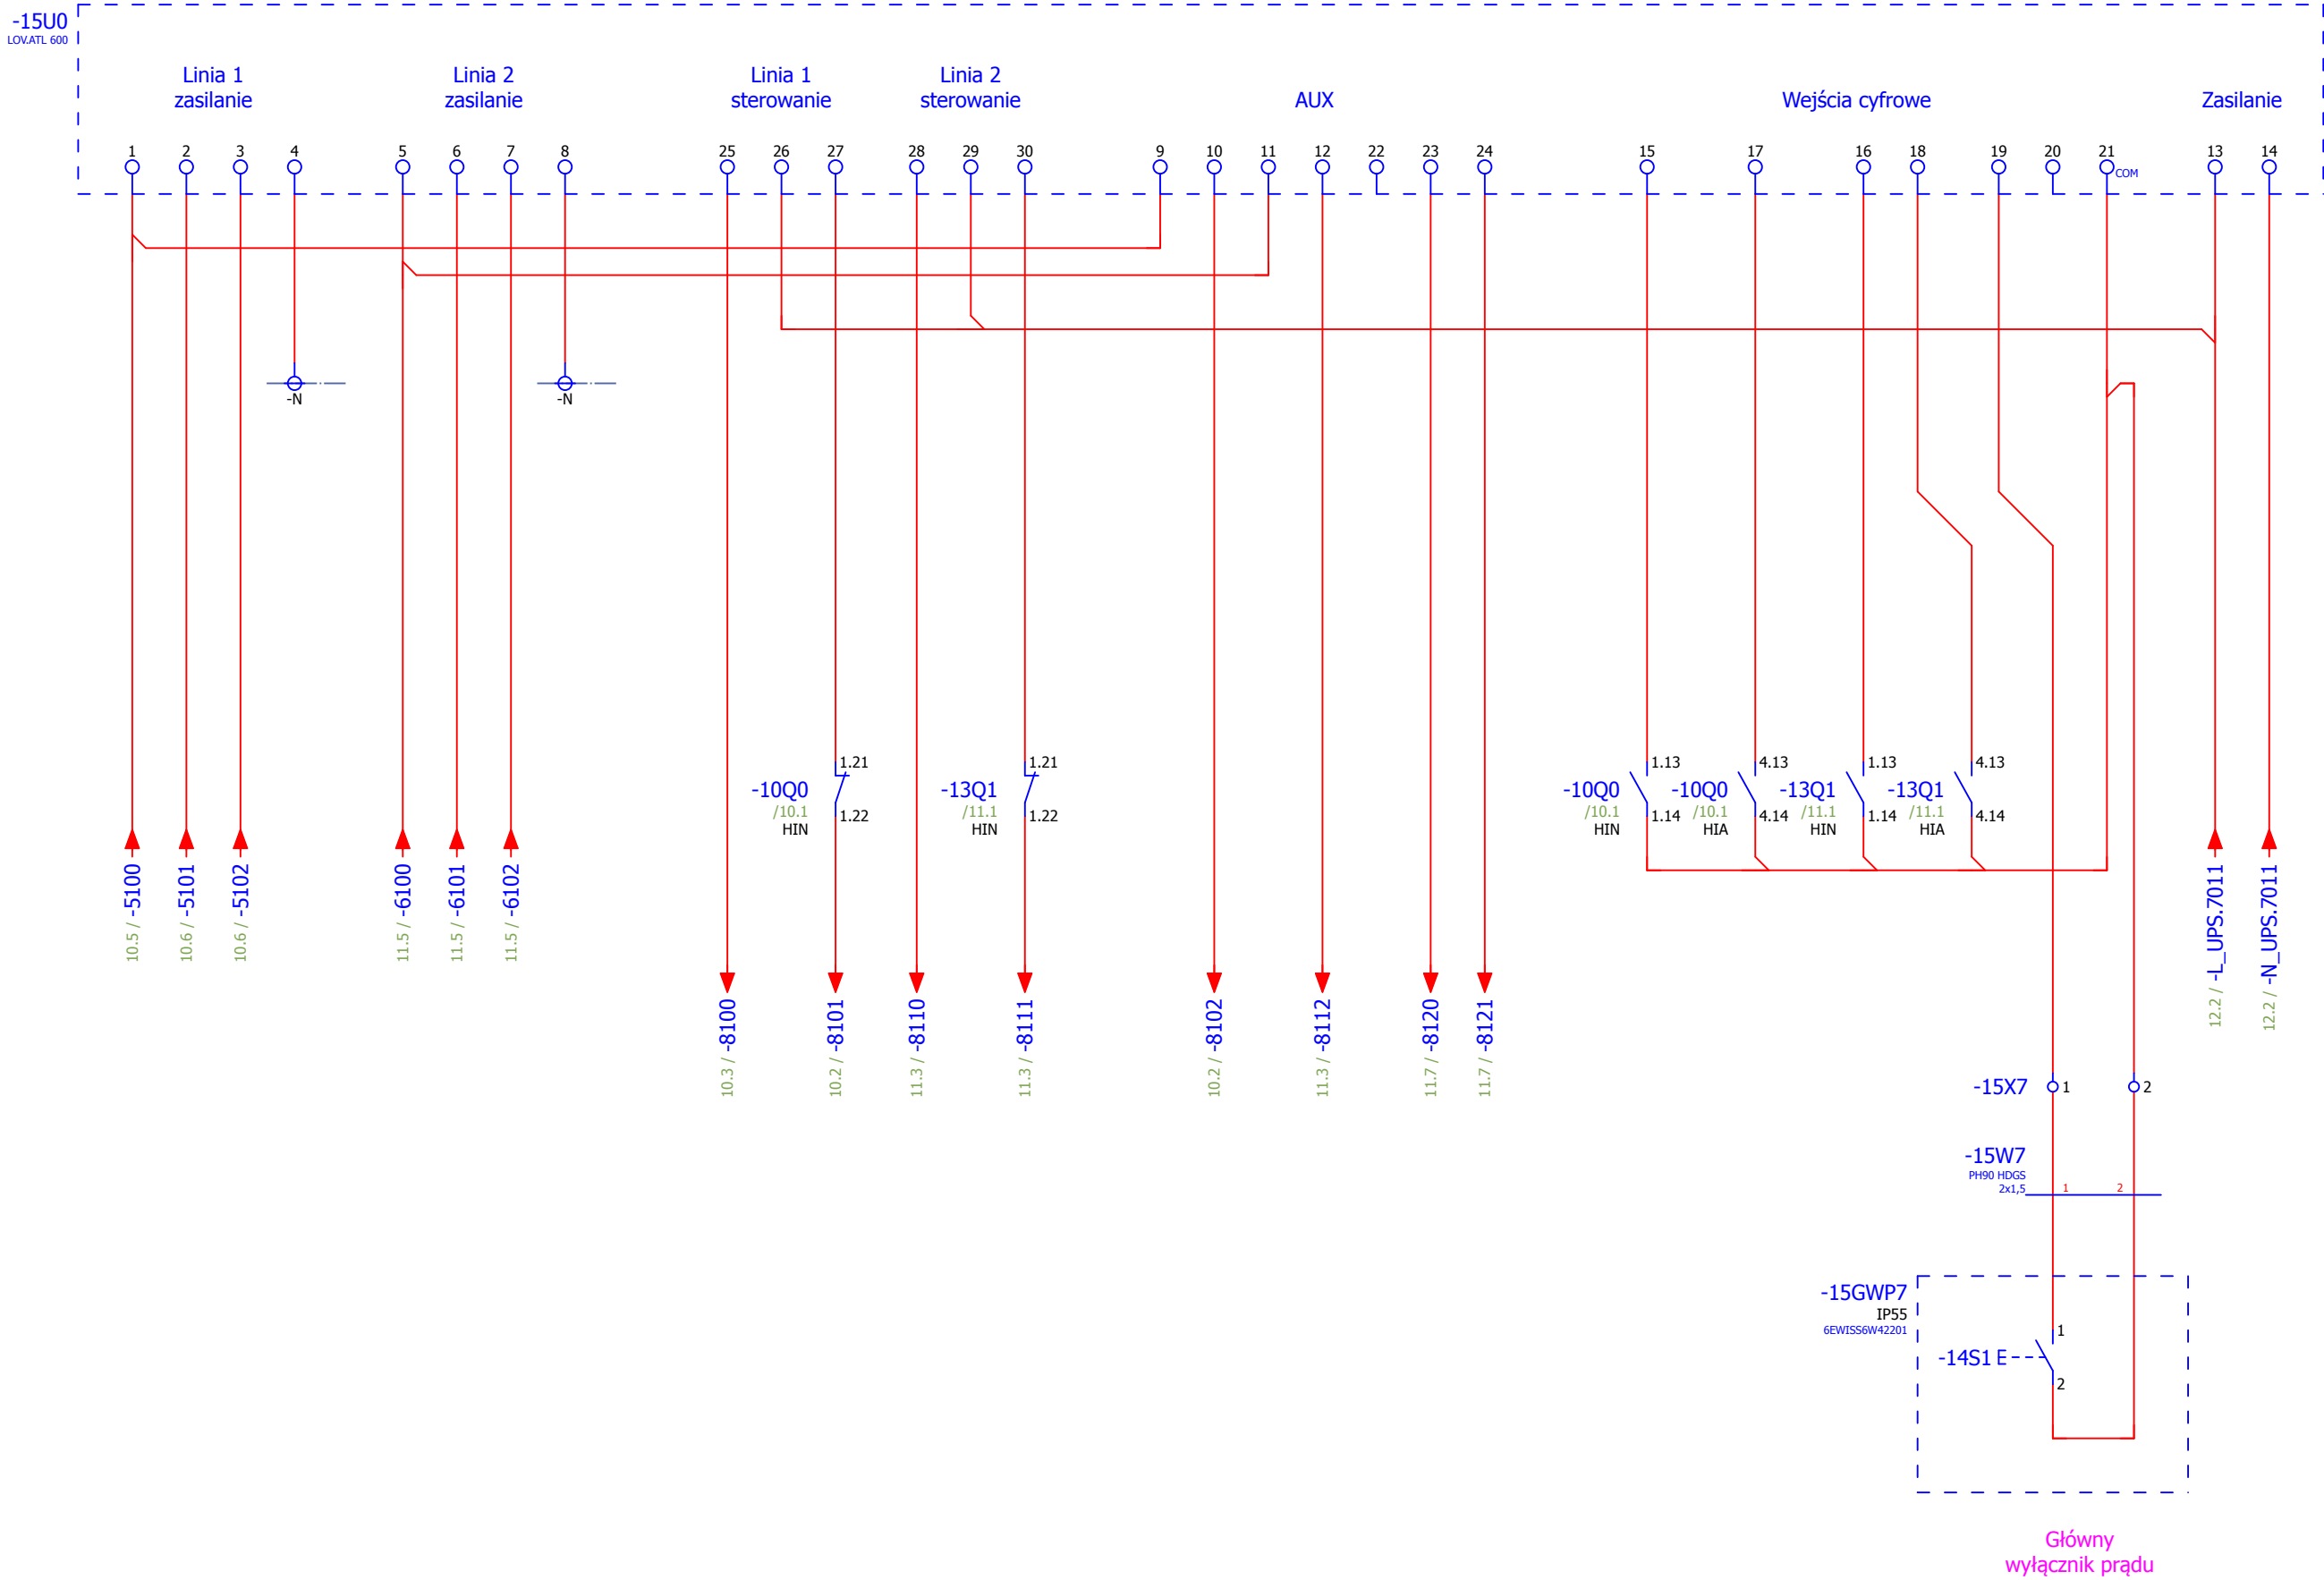 -15U0
LOV.ATL 600
Linia 1
zasilanie
Linia 2
zasilanie
Linia 1
sterowanie
Linia 2
sterowanie
AUX
Wejścia cyfrowe
Zasilanie
1 2 3 4 5 6 7 8 25 26 27 28 29 30 9 10 11 12 22 23 24 15 17 16 18 19 20 21 13 14
COM
-N
-N
-10Q0
/10.1
HIN
1.21
1.22
-13Q1
/11.1
HIN
1.21
1.22
-10Q0
/10.1
HIN
1.13
1.14
-10Q0
/10.1
HIA
4.13
4.14
-13Q1
/11.1
HIN
1.13
1.14
-13Q1
/11.1
HIA
4.13
4.14
10.5 / -5100
10.6 / -5101
10.6 / -5102
11.5 / -6100
11.5 / -6101
11.5 / -6102
10.3 / -8100
10.2 / -8101
11.3 / -8110
11.3 / -8111
10.2 / -8102
11.3 / -8112
11.7 / -8120
11.7 / -8121
12.2 / -L_UPS.7011
12.2 / -N_UPS.7011
-15X7
1
2
-15W7
PH90 HDGS
2x1,5
1
2
-15GWP7
IP55
6EWISS6W42201
-14S1 E
1
2
Główny
wyłącznik prądu